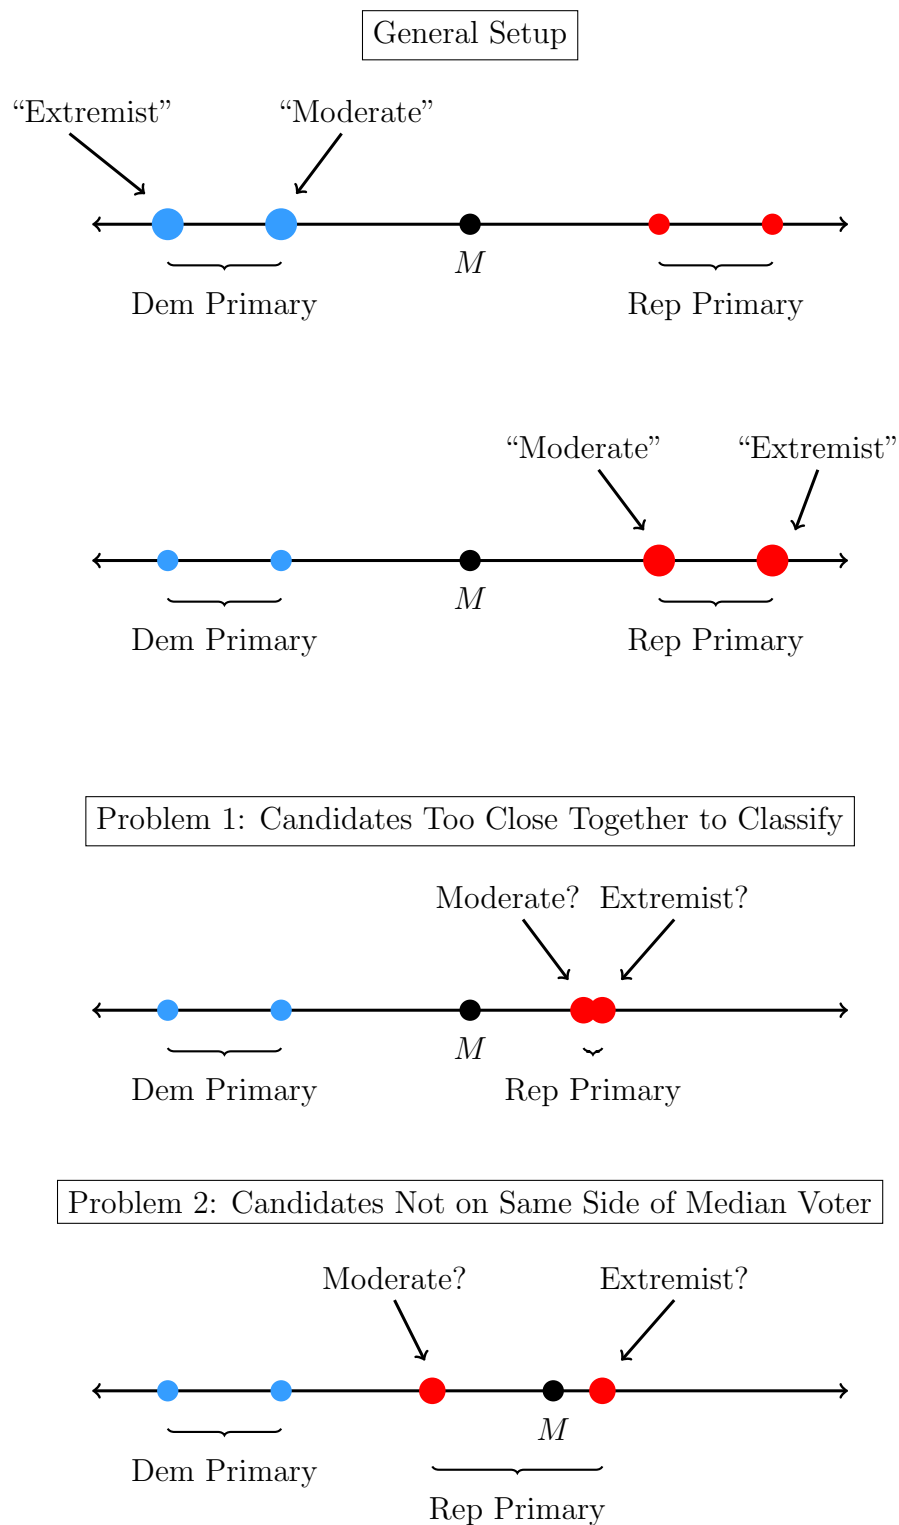 General Setup
“Extremist” “Moderate”
M
Dem Primary Rep Primary
“Moderate” “Extremist”
M
Dem Primary Rep Primary
Problem 1: Candidates Too Close Together to Classify
Moderate? Extremist?
M
Dem Primary Rep Primary
Problem 2: Candidates Not on Same Side of Median Voter
Moderate? Extremist?
M
Dem Primary
Rep Primary